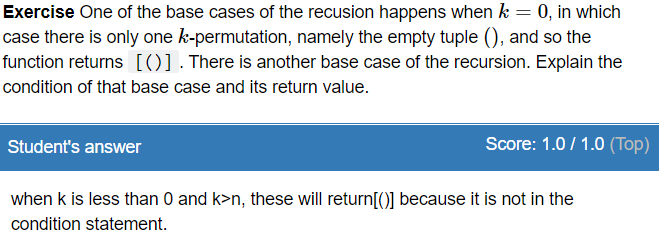 Exercise One of the base cases of the recusion happens when k = 0, in which
case there is only one k-permutation, namely the empty tuple (), and so the
function returns [()] . There is another base case of the recursion. Explain the
condition of that base case and its return value.
Student's answer
Score: 1.0 / 1.0 (Top)
when k is less than 0 and k>n, these will return[()] because it is not in the
condition statement.